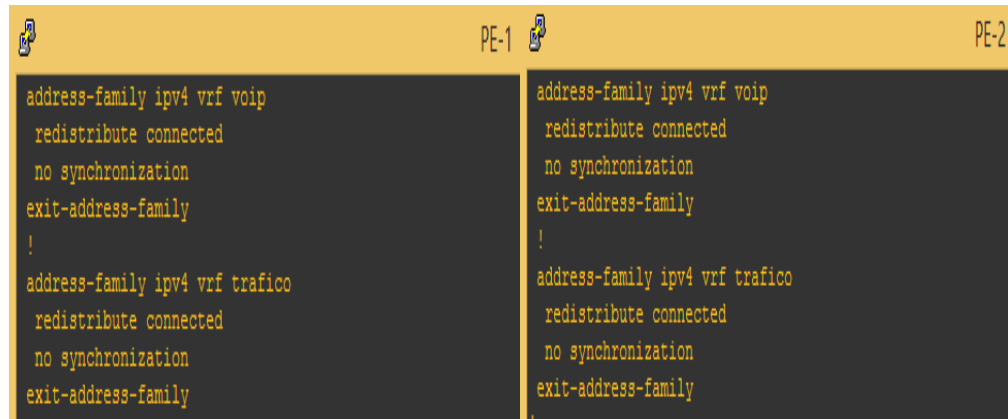 PE-1
address-family ipv4 vrf voip
redistribute connected
no synchronization
exit-address-family
!
address-family ipv4 vrf trafico
redistribute connected
no synchronization
exit-address-family
PE-2
address-family ipv4 vrf voip
redistribute connected
no synchronization
exit-address-family
!
address-family ipv4 vrf trafico
redistribute connected
no synchronization
exit-address-family